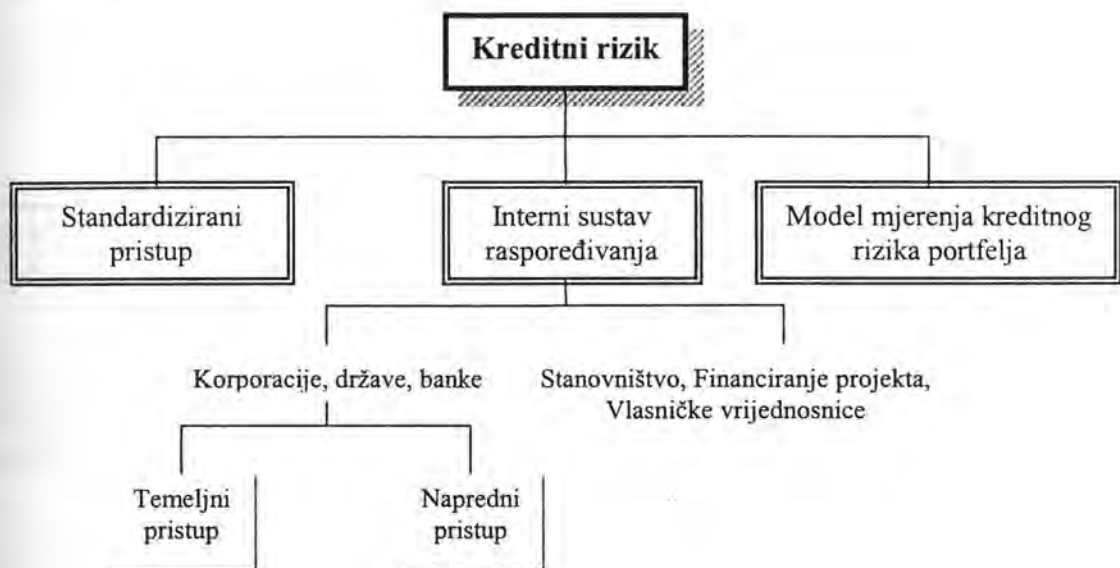 Kreditni rizik
Standardizirani
pristup
Interni sustav
raspoređivanja
Model mjerenja kreditnog
rizika portfelja
Korporacije, države, banke
Stanovništvo, Financiranje projekta,
Vlasničke vrijednosnice
Temeljni
pristup
Napredni
pristup